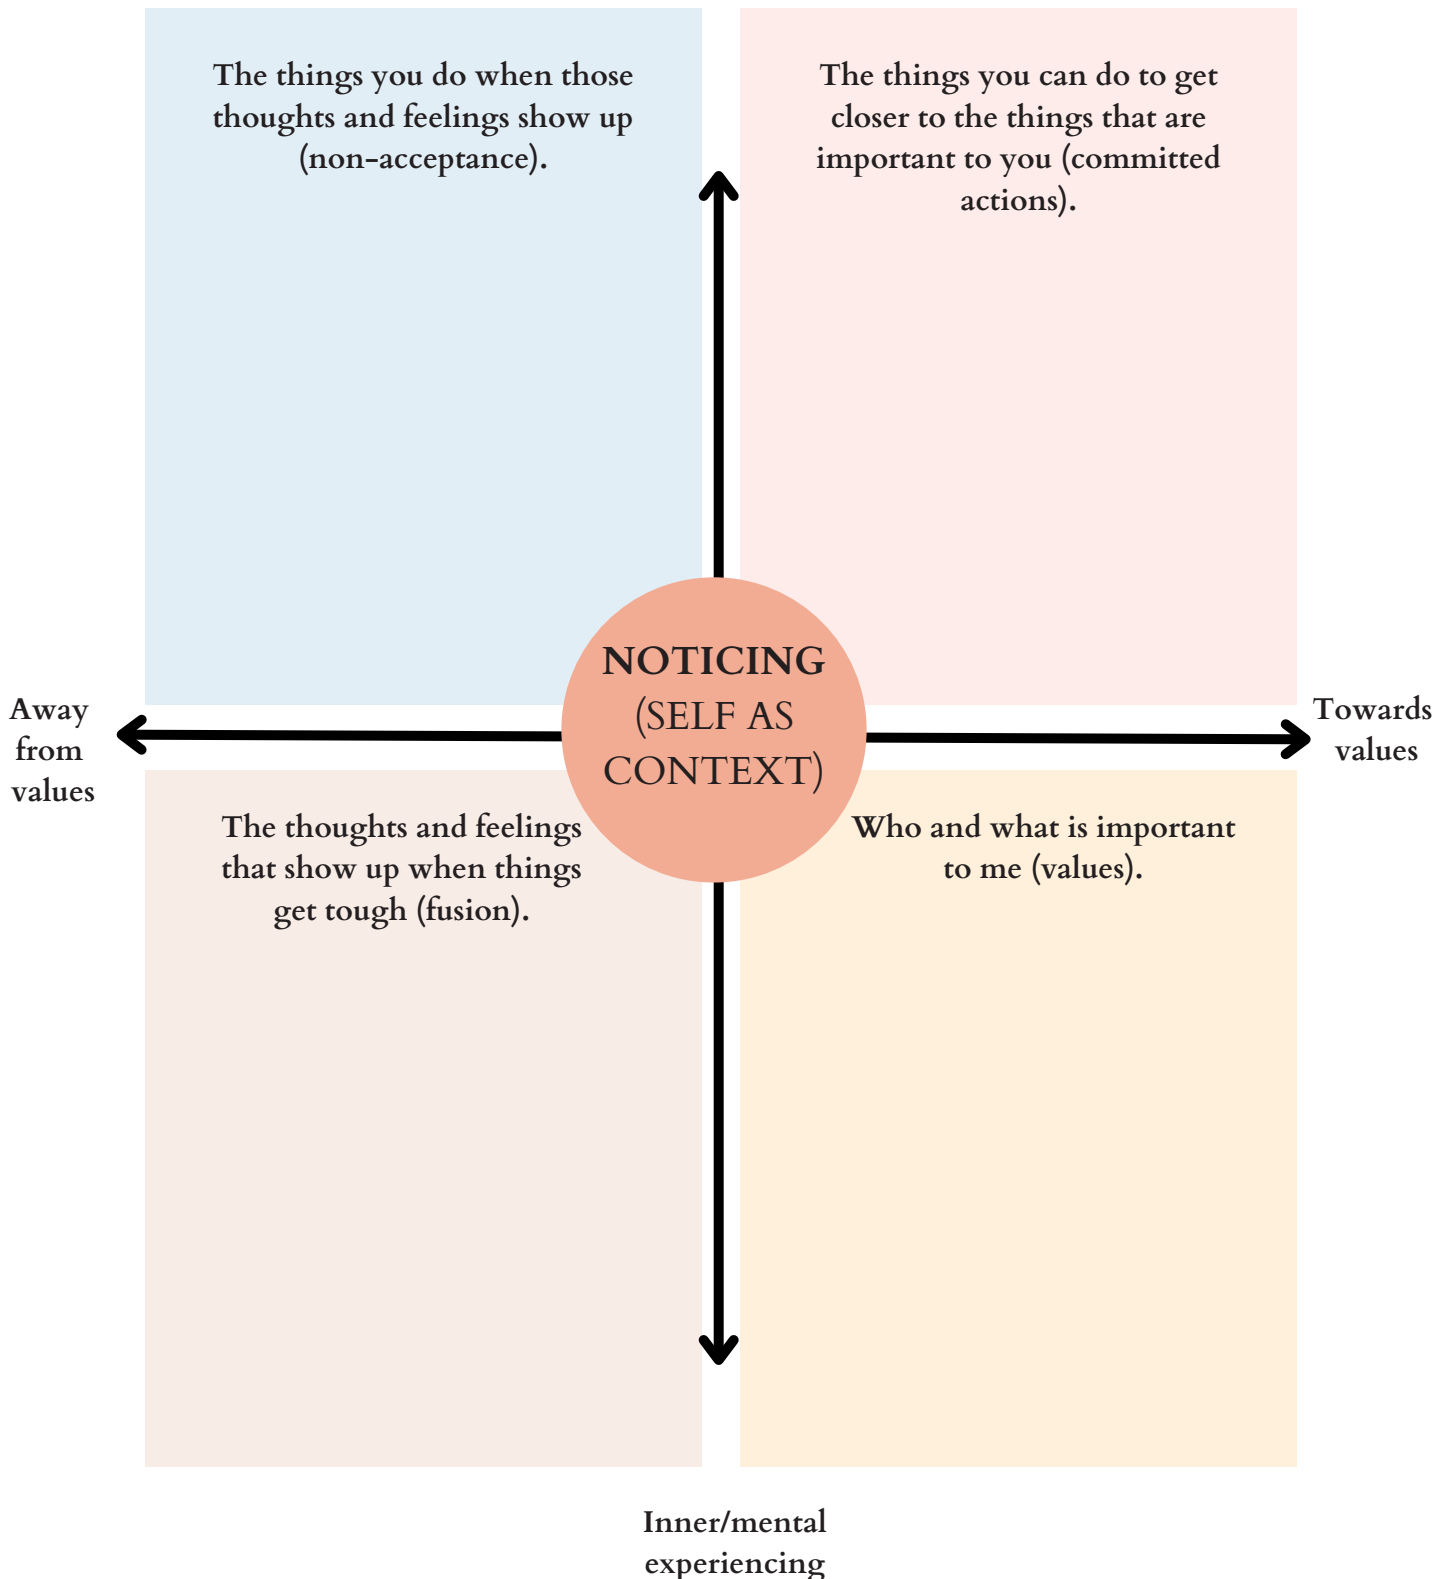 The things you do when those
thoughts and feelings show up
(non-acceptance).
The things you can do to get
closer to the things that are
important to you (committed
actions).
NOTICING
(SELF AS
CONTEXT)
Away
from
values
Towards
values
The thoughts and feelings
that show up when things
get tough (fusion).
Who and what is important
to me (values).
Inner/mental
experiencing